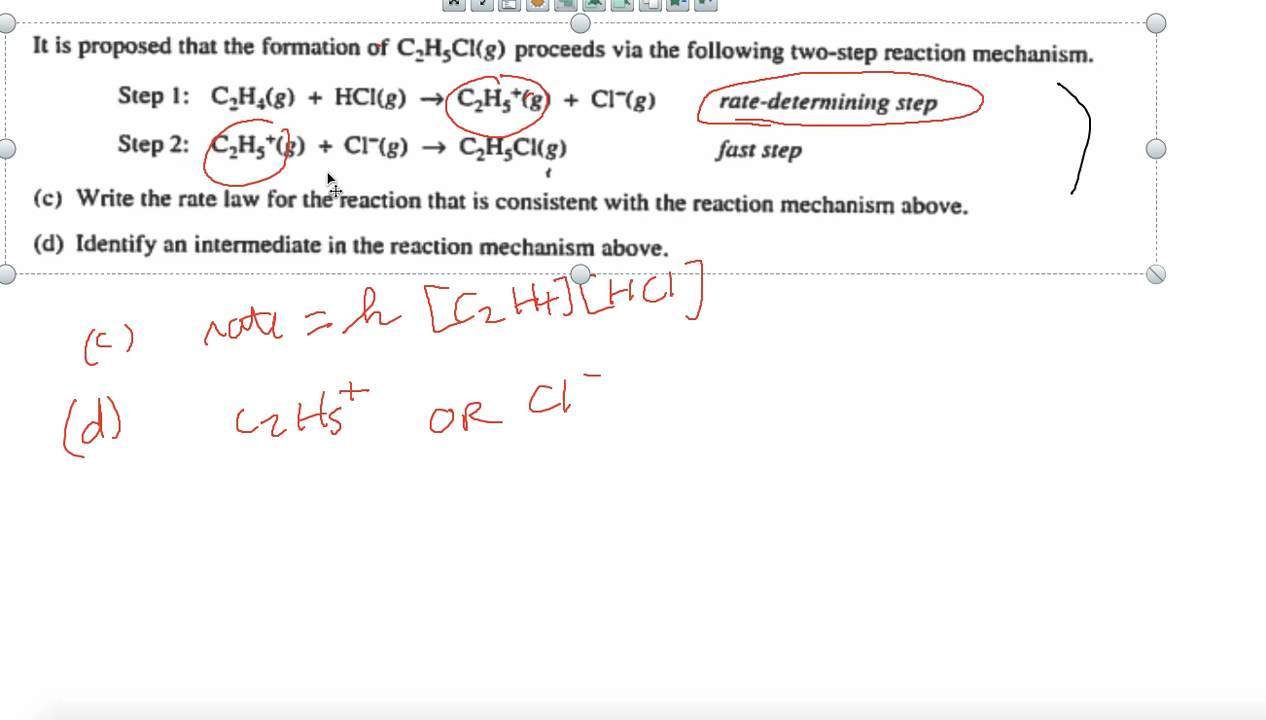 It is proposed that the formation of C₂H₅Cl(g) proceeds via the following two-step reaction mechanism.
Step 1: C₂H₄(g) + HCl(g) → C₂H₅⁺(g) + Cl⁻(g) rate-determining step
Step 2: C₂H₅⁺(g) + Cl⁻(g) → C₂H₅Cl(g) fast step
(c) Write the rate law for the reaction that is consistent with the reaction mechanism above.
(d) Identify an intermediate in the reaction mechanism above.
(c) rate = k [C₂H₄][HCl]
(d) C₂H₅⁺ OR Cl⁻